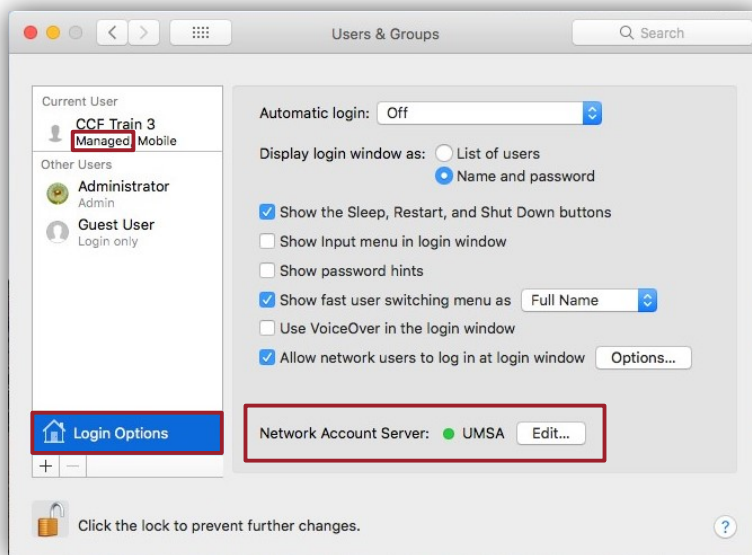 Users & Groups
Search
Current User
CCF Train 3
Managed, Mobile
Other Users
Administrator
Admin
Guest User
Login only
Login Options
+ −
Automatic login: Off
Display login window as: List of users
Name and password
Show the Sleep, Restart, and Shut Down buttons
Show Input menu in login window
Show password hints
Show fast user switching menu as Full Name
Use VoiceOver in the login window
Allow network users to log in at login window Options...
Network Account Server: UMSA Edit...
Click the lock to prevent further changes.
?